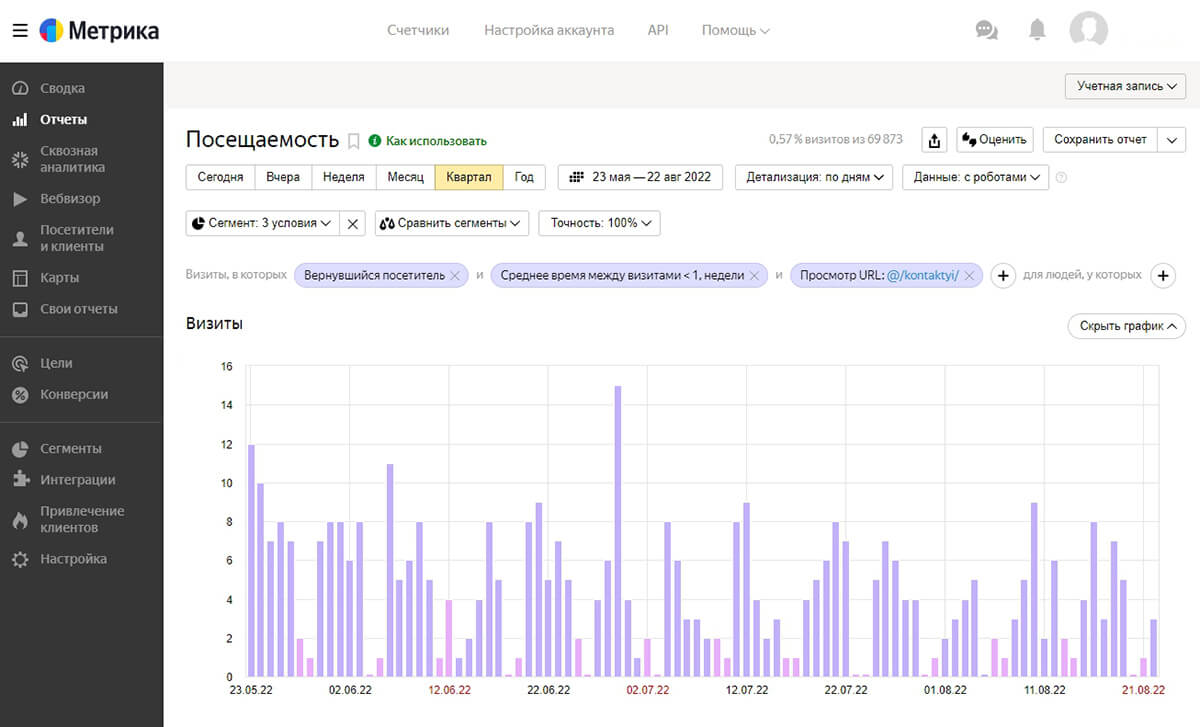 Метрика
Счетчики Настройка аккаунта API Помощь
Учетная запись
Сводка
Отчеты
Сквозная
аналитика
Вебвизор
Посетители
и клиенты
Карты
Свои отчеты
Цели
Конверсии
Сегменты
Интеграции
Привлечение
клиентов
Настройка
Посещаемость Как использовать 0,57 % визитов из 69 873 Оценить Сохранить отчет
Сегодня Вчера Неделя Месяц Квартал Год 23 мая — 22 авг 2022 Детализация: по дням Данные: с роботами
Сегмент: 3 условия Сравнить сегменты Точность: 100%
Визиты, в которых Вернувшийся посетитель и Среднее время между визитами < 1, недели и Просмотр URL: @/kontaktyi/ для людей, у которых
Визиты Скрыть график
16
14
12
10
8
6
4
2
0
23.05.22 02.06.22 12.06.22 22.06.22 02.07.22 12.07.22 22.07.22 01.08.22 11.08.22 21.08.22